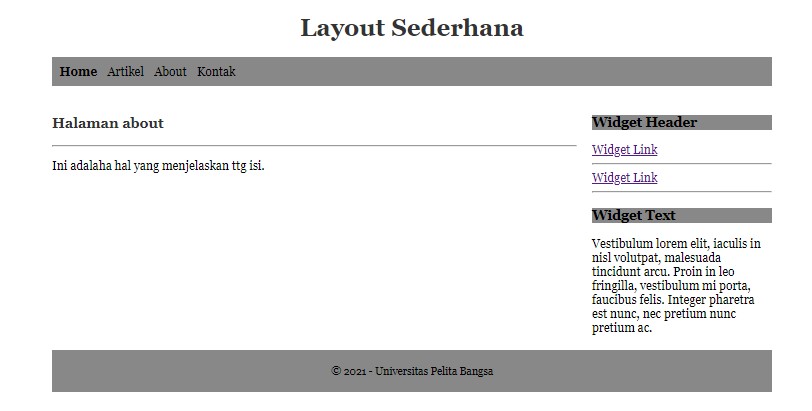 Layout Sederhana
Home Artikel About Kontak
Halaman about
Ini adalaha hal yang menjelaskan ttg isi.
Widget Header
Widget Link
Widget Link
Widget Text
Vestibulum lorem elit, iaculis in
nisl volutpat, malesuada
tincidunt arcu. Proin in leo
fringilla, vestibulum mi porta,
faucibus felis. Integer pharetra
est nunc, nec pretium nunc
pretium ac.
© 2021 - Universitas Pelita Bangsa